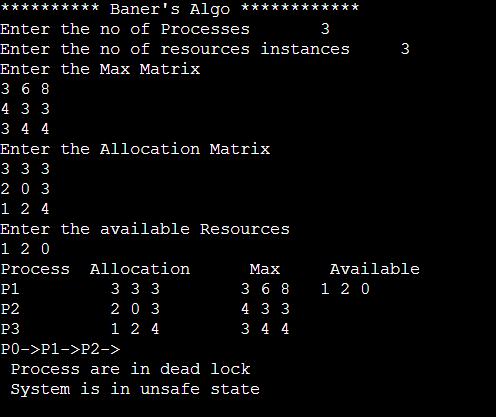 ********** Baner's Algo ************
Enter the no of Processes 3
Enter the no of resources instances 3
Enter the Max Matrix
3 6 8
4 3 3
3 4 4
Enter the Allocation Matrix
3 3 3
2 0 3
1 2 4
Enter the available Resources
1 2 0
Process Allocation Max Available
P1 3 3 3 3 6 8 1 2 0
P2 2 0 3 4 3 3
P3 1 2 4 3 4 4
P0->P1->P2->
Process are in dead lock
System is in unsafe state